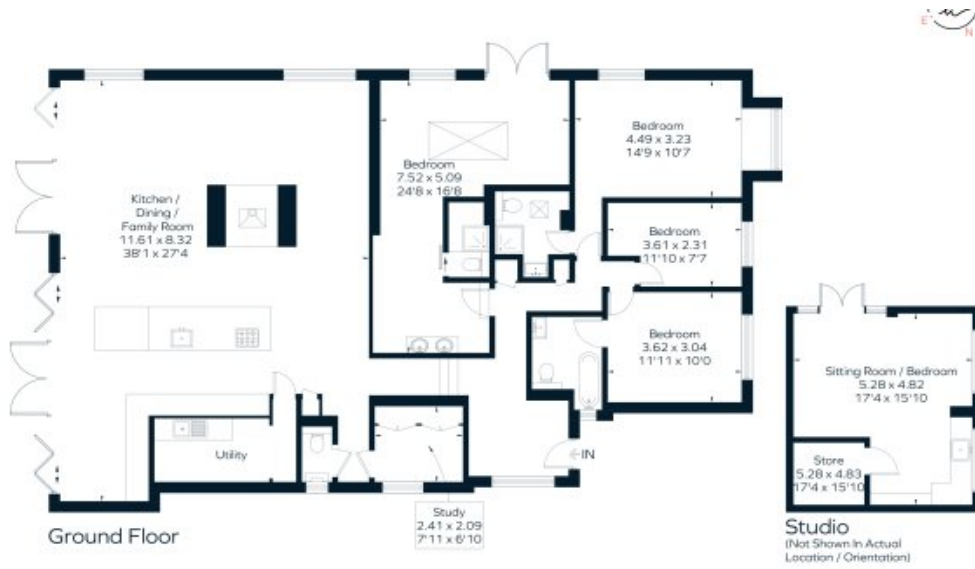 E
N
Kitchen /
Dining /
Family Room
11.61 x 8.32
38'1 x 27'4
Bedroom
7.52 x 5.09
24'8 x 16'8
Bedroom
4.49 x 3.23
14'9 x 10'7
Bedroom
3.61 x 2.31
11'10 x 7'7
Bedroom
3.62 x 3.04
11'11 x 10'0
Utility
IN
Study
2.41 x 2.09
7'11 x 6'10
Ground Floor
Sitting Room / Bedroom
5.28 x 4.82
17'4 x 15'10
Store
5.28 x 4.83
17'4 x 15'10
Studio
(Not Shown In Actual
Location / Orientation)